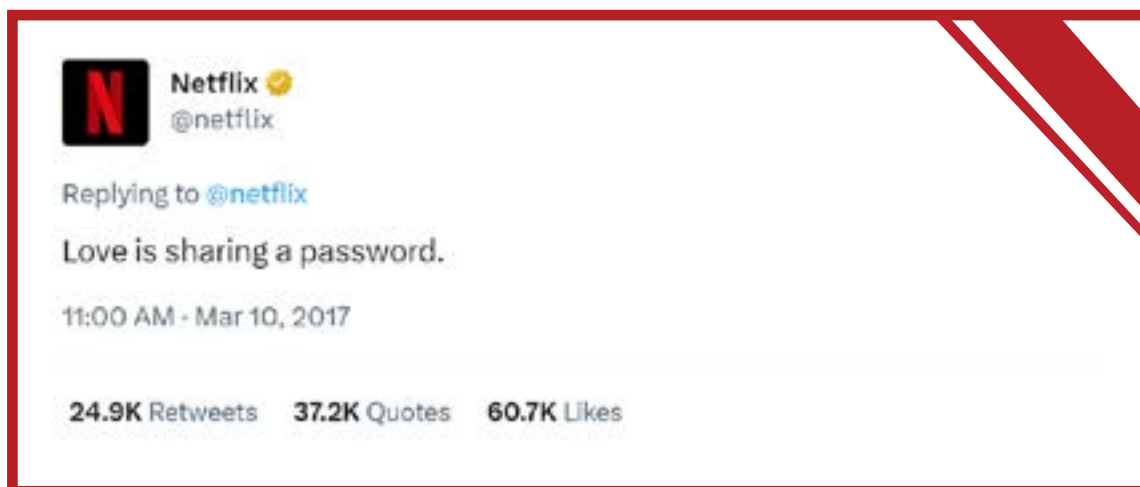 N
Netflix
@netflix
Replying to @netflix
Love is sharing a password.
11:00 AM · Mar 10, 2017
24.9K Retweets 37.2K Quotes 60.7K Likes